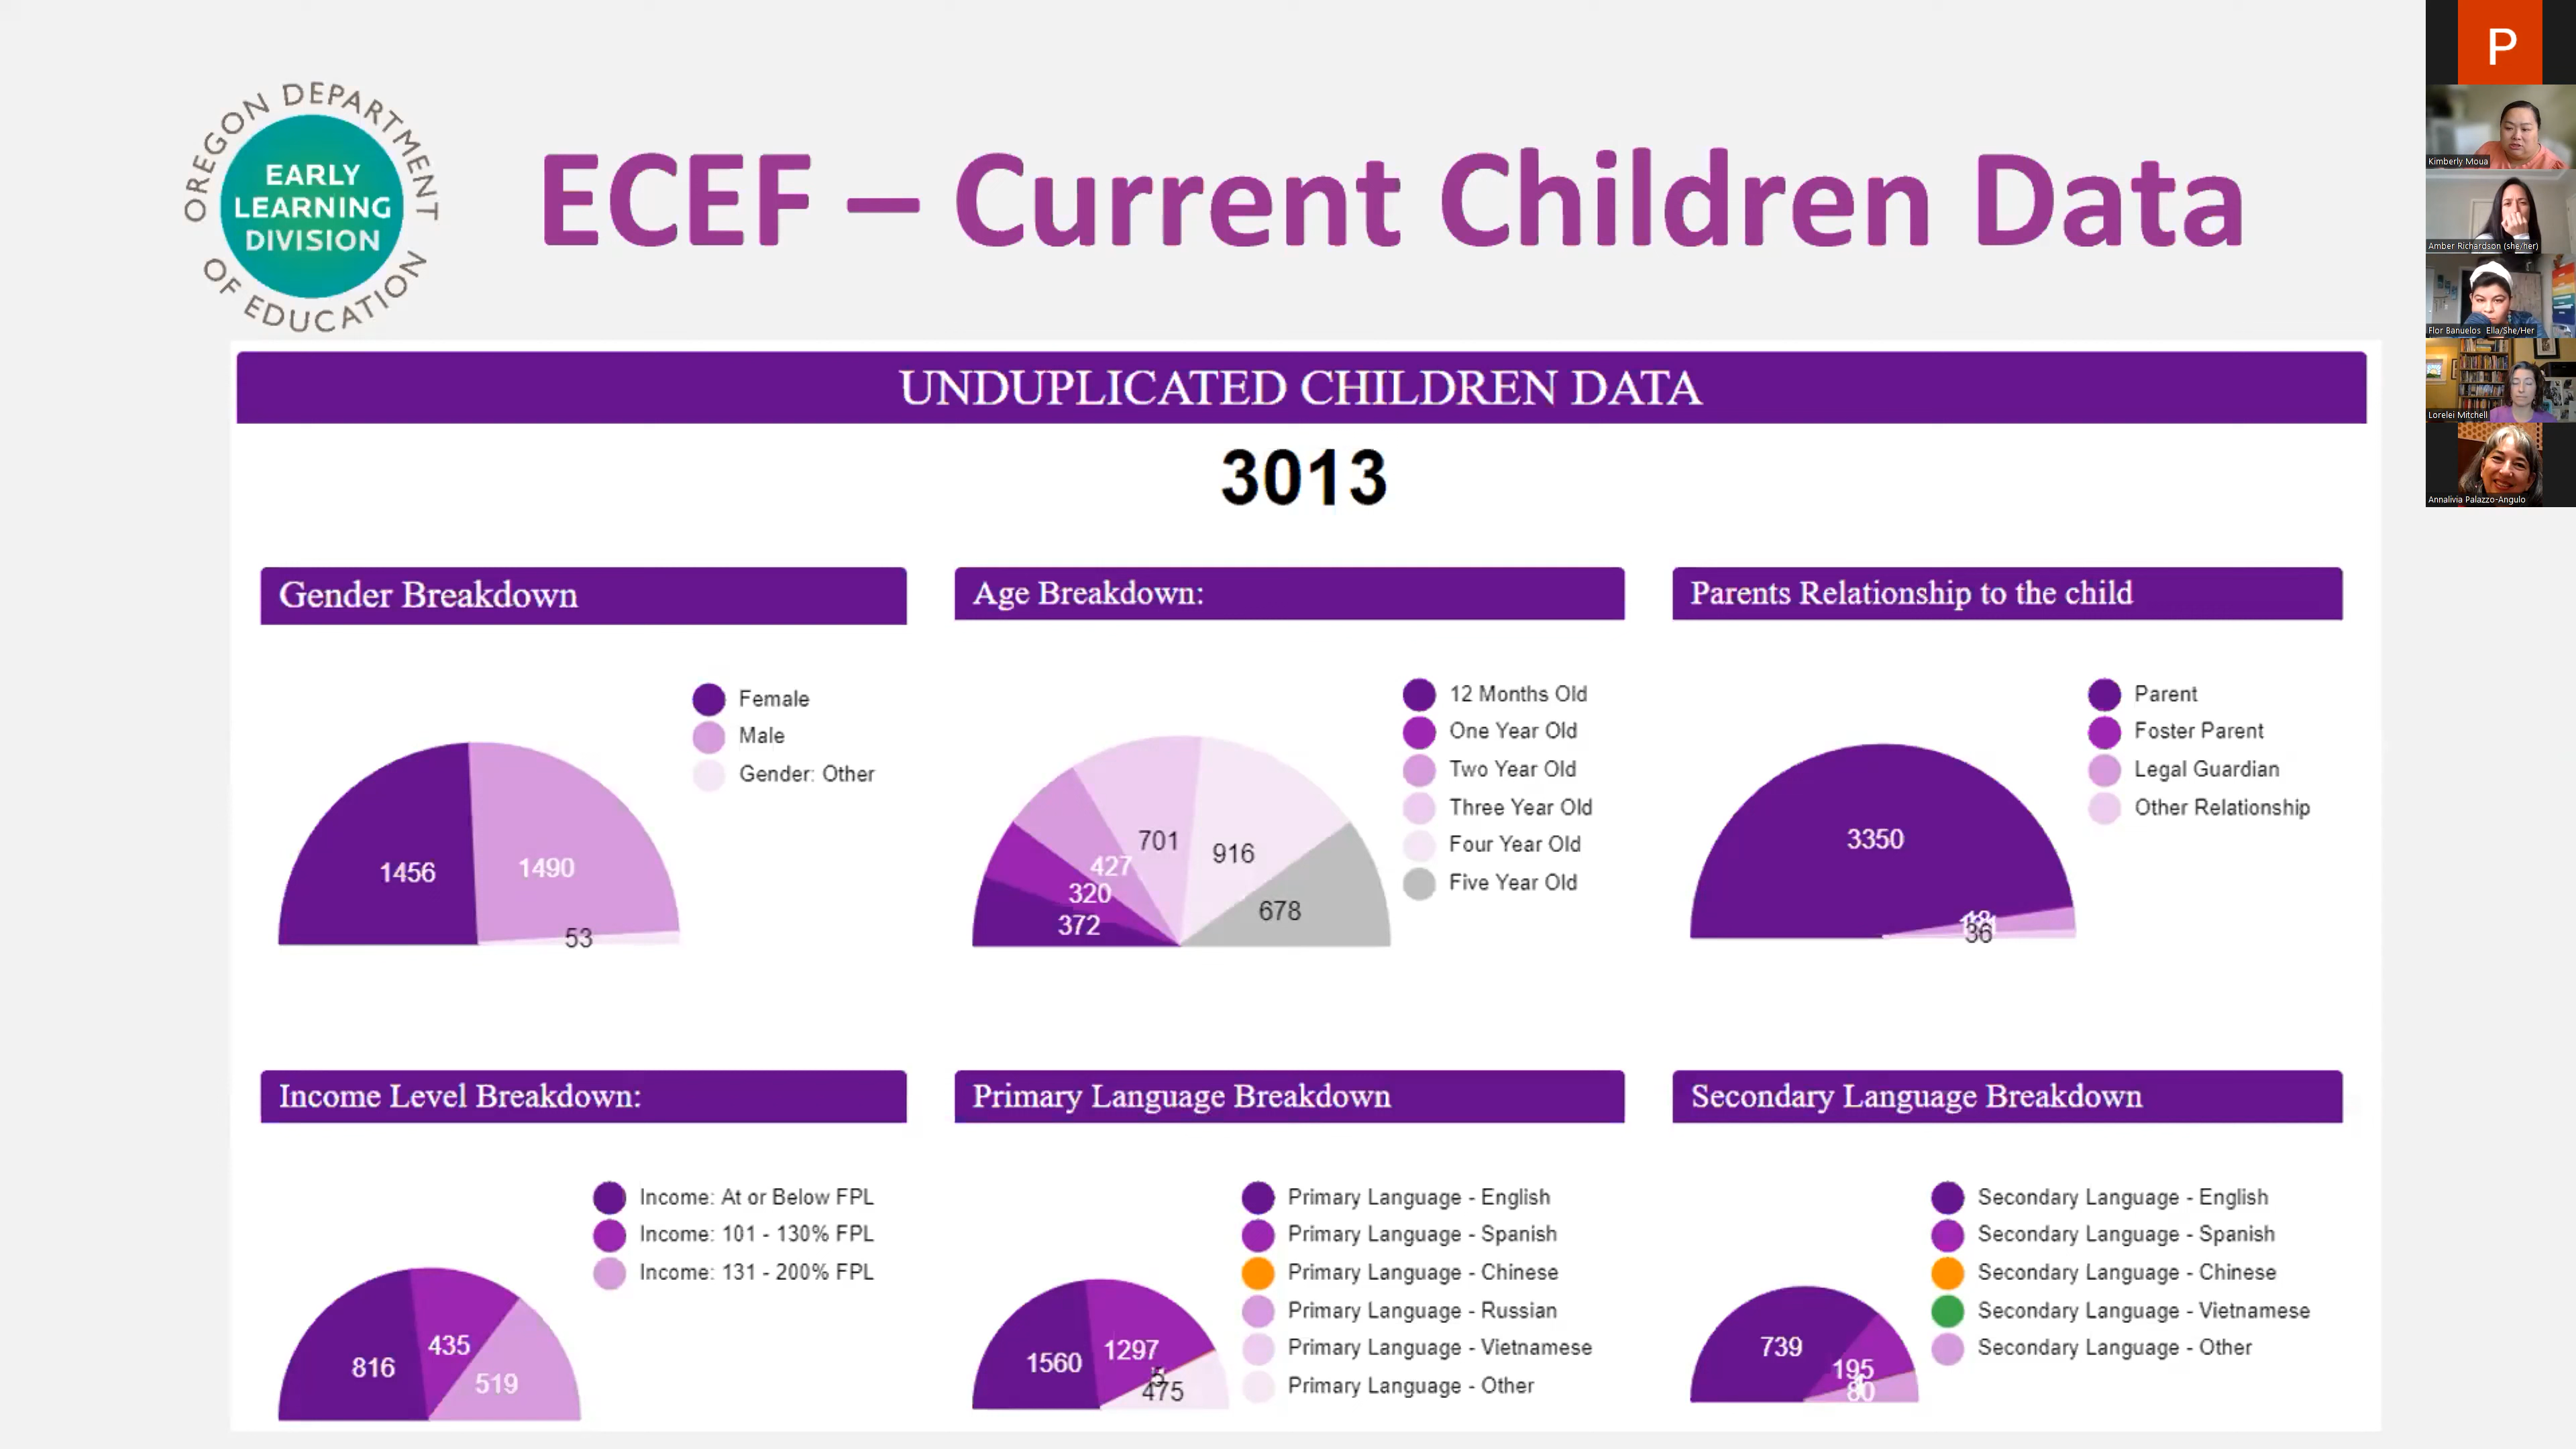 OREGON DEPARTMENT
OF EDUCATION
EARLY
LEARNING
DIVISION
ECEF – Current Children Data
UNDUPLICATED CHILDREN DATA
3013
Gender Breakdown
Female
Male
Gender: Other
1456
1490
53
Age Breakdown:
12 Months Old
One Year Old
Two Year Old
Three Year Old
Four Year Old
Five Year Old
701
916
427
320
372
678
Parents Relationship to the child
Parent
Foster Parent
Legal Guardian
Other Relationship
3350
36
Income Level Breakdown:
Income: At or Below FPL
Income: 101 - 130% FPL
Income: 131 - 200% FPL
435
816
519
Primary Language Breakdown
Primary Language - English
Primary Language - Spanish
Primary Language - Chinese
Primary Language - Russian
Primary Language - Vietnamese
Primary Language - Other
1297
1560
475
Secondary Language Breakdown
Secondary Language - English
Secondary Language - Spanish
Secondary Language - Chinese
Secondary Language - Vietnamese
Secondary Language - Other
739
195
80
P
Kimberly Moua
Amber Richardson (she/her)
Flor Banuelos Ella/She/Her
Lorelei Mitchell
Annalivia Palazzo-Angulo